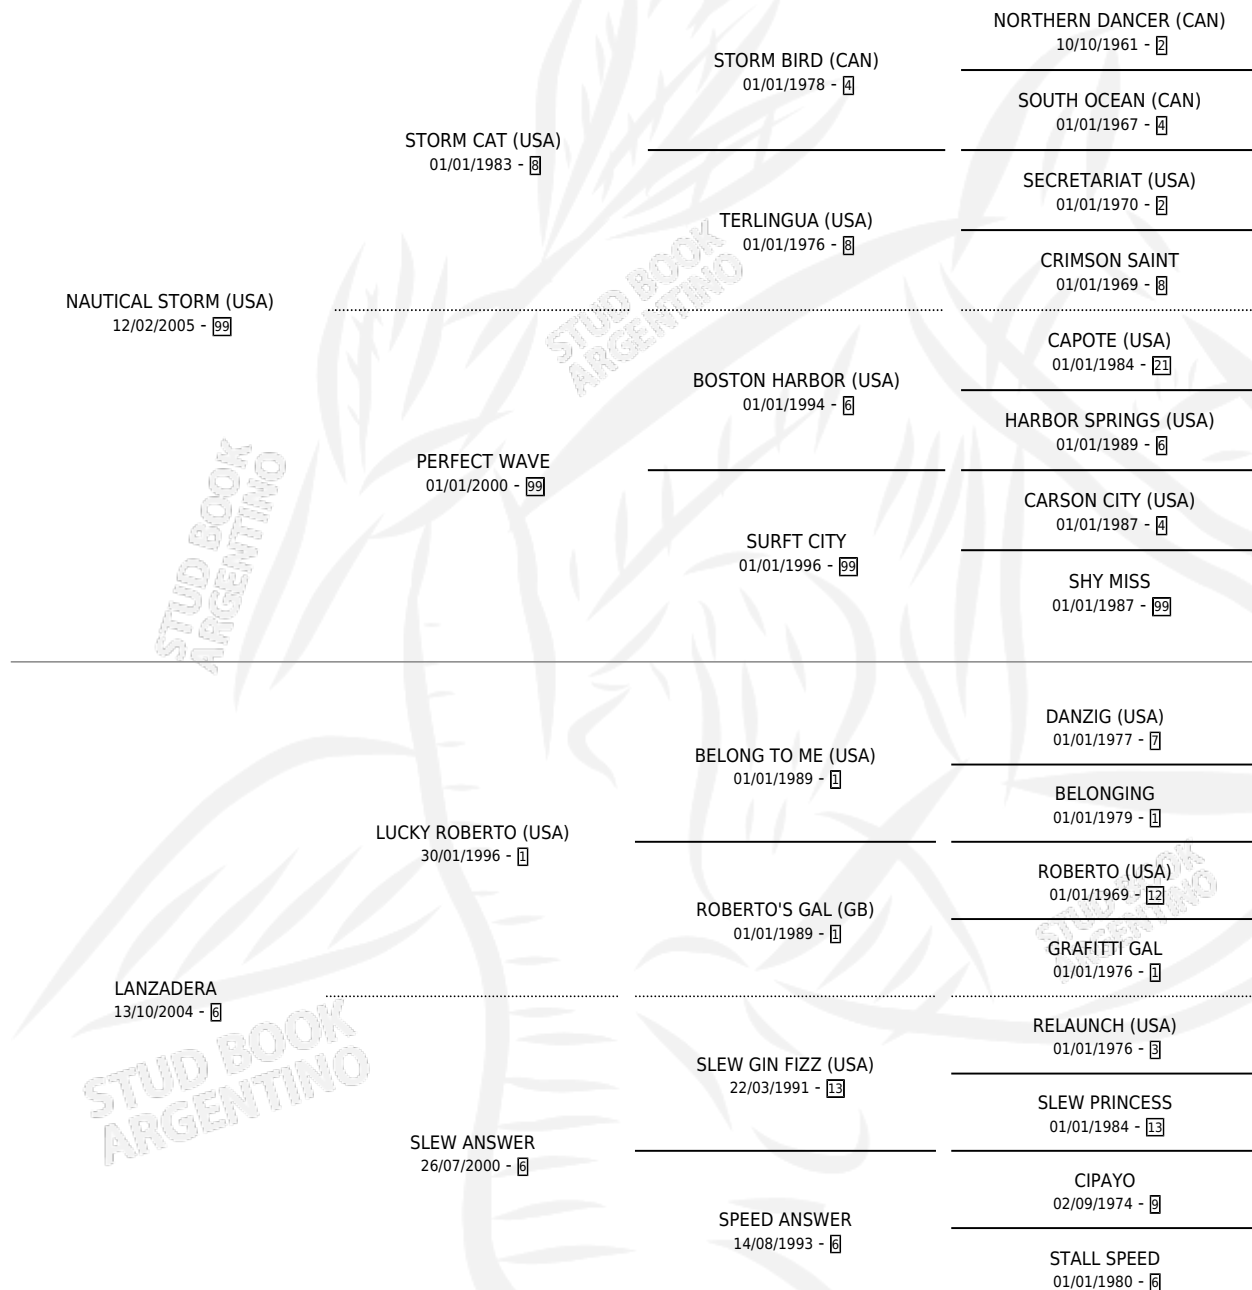 NORTHERN DANCER (CAN)
10/10/1961 - 2
STORM BIRD (CAN)
01/01/1978 - 4
SOUTH OCEAN (CAN)
01/01/1967 - 4
STORM CAT (USA)
01/01/1983 - 8
SECRETARIAT (USA)
01/01/1970 - 2
TERLINGUA (USA)
01/01/1976 - 8
CRIMSON SAINT
01/01/1969 - 8
NAUTICAL STORM (USA)
12/02/2005 - 99
CAPOTE (USA)
01/01/1984 - 21
BOSTON HARBOR (USA)
01/01/1994 - 6
HARBOR SPRINGS (USA)
01/01/1989 - 6
PERFECT WAVE
01/01/2000 - 99
CARSON CITY (USA)
01/01/1987 - 4
SURFT CITY
01/01/1996 - 99
SHY MISS
01/01/1987 - 99
DANZIG (USA)
01/01/1977 - 7
BELONG TO ME (USA)
01/01/1989 - 1
BELONGING
01/01/1979 - 1
LUCKY ROBERTO (USA)
30/01/1996 - 1
ROBERTO (USA)
01/01/1969 - 12
ROBERTO'S GAL (GB)
01/01/1989 - 1
GRAFITTI GAL
01/01/1976 - 1
LANZADERA
13/10/2004 - 6
RELAUNCH (USA)
01/01/1976 - 3
SLEW GIN FIZZ (USA)
22/03/1991 - 13
SLEW PRINCESS
01/01/1984 - 13
SLEW ANSWER
26/07/2000 - 6
CIPAYO
02/09/1974 - 9
SPEED ANSWER
14/08/1993 - 6
STALL SPEED
01/01/1980 - 6
STUD BOOK
ARGENTINO
STUD BOOK
ARGENTINO
STUD BOOK
ARGENTINO
STUD BOOK
ARGENTINO